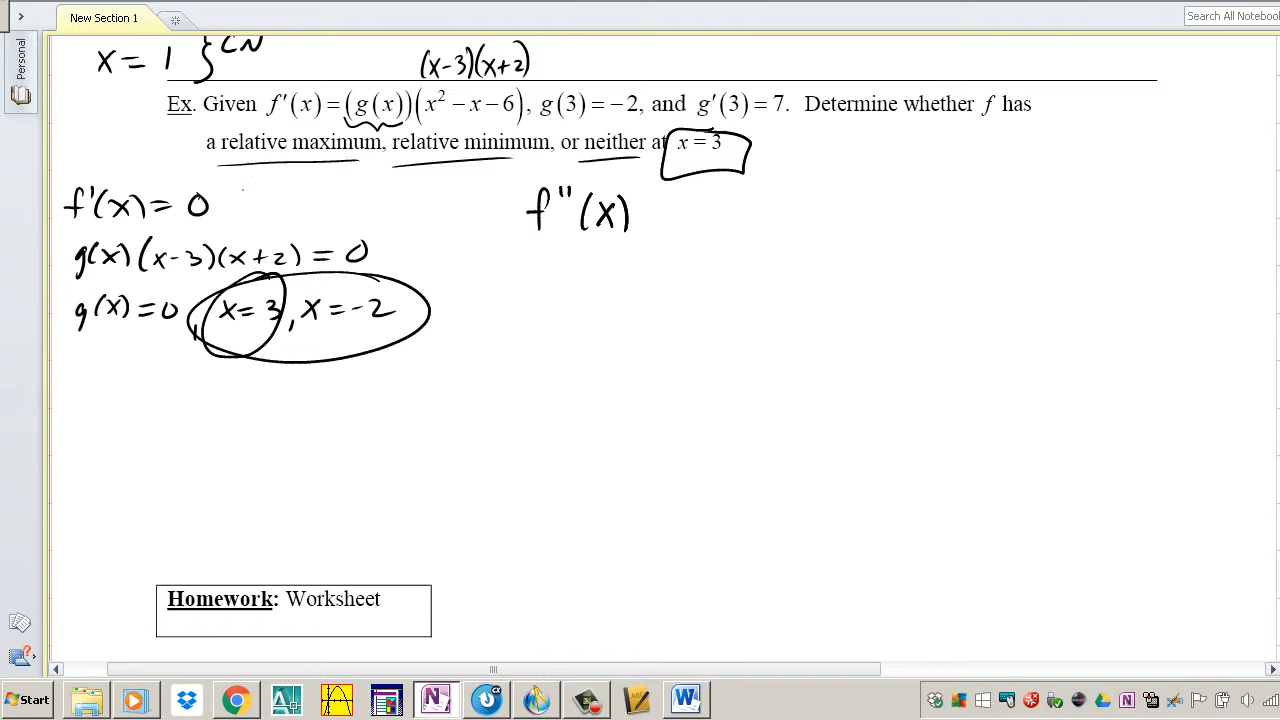 New Section 1
Search All Notebook
Personal
x = 1 } CN
(x-3)(x+2)
Ex. Given f′(x) = (g(x))(x² − x − 6), g(3) = −2, and g′(3) = 7. Determine whether f has
a relative maximum, relative minimum, or neither at x = 3
f'(x) = 0
f"(x)
g(x)(x-3)(x+2) = 0
g(x) = 0, x = 3, x = -2
Homework: Worksheet
Start